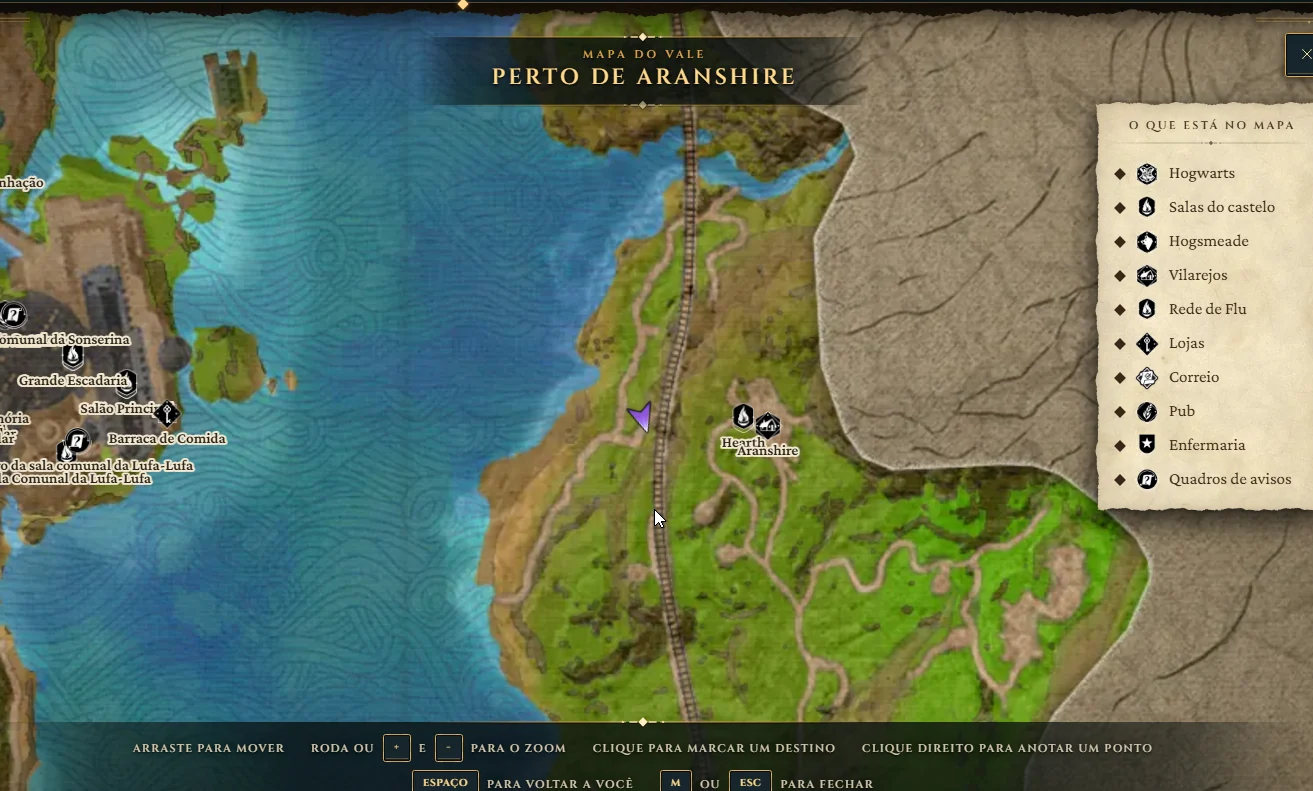 MAPA DO VALE
PERTO DE ARANSHIRE
O QUE ESTÁ NO MAPA
Hogwarts
Salas do castelo
Hogsmeade
Vilarejos
Rede de Flu
Lojas
Correio
Pub
Enfermaria
Quadros de avisos
nhação
omunal da Sonserina
Grande Escadaria
Salão Princi
Barraca de Comida
o da sala comunal da Lufa-Lufa
a Comunal da Lufa-Lufa
Hearth
Aranshire
ARRASTE PARA MOVER RODA OU + E - PARA O ZOOM CLIQUE PARA MARCAR UM DESTINO CLIQUE DIREITO PARA ANOTAR UM PONTO
ESPAÇO PARA VOLTAR A VOCÊ M OU ESC PARA FECHAR